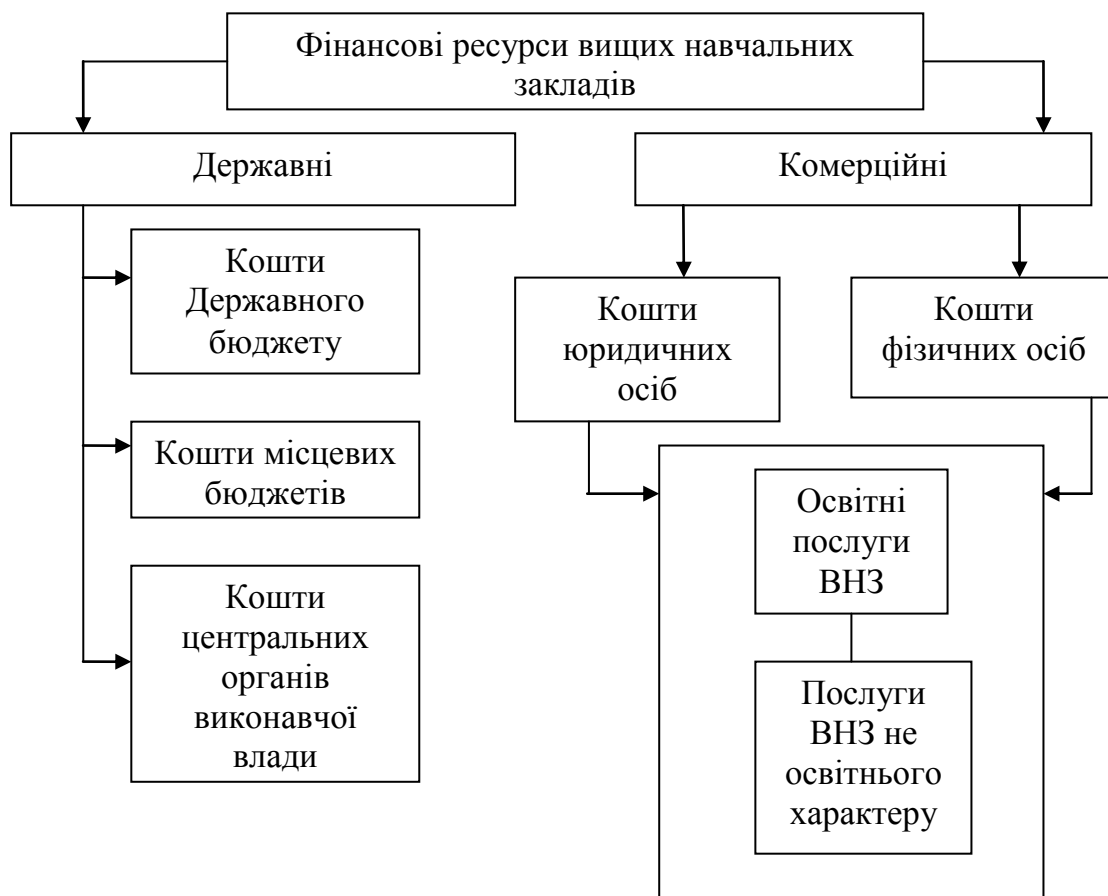 Фінансові ресурси вищих навчальних
закладів
Державні
Комерційні
Кошти
Державного
бюджету
Кошти місцевих
бюджетів
Кошти
центральних
органів
виконавчої
влади
Кошти
юридичних
осіб
Кошти
фізичних осіб
Освітні
послуги
ВНЗ
Послуги
ВНЗ не
освітнього
характеру